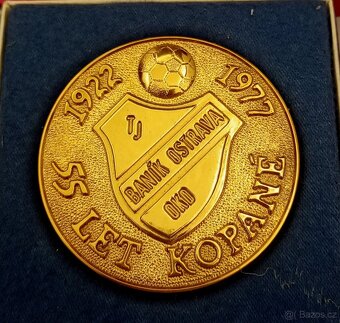 1922 1977
TJ
BANÍK OSTRAVA
OKD
55 LET KOPANÉ
Bazos.cz